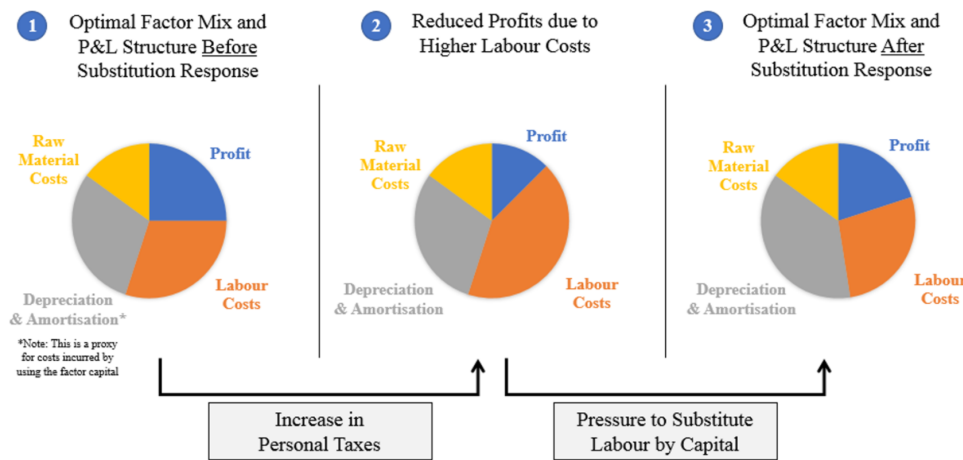 1
Optimal Factor Mix and
P&L Structure Before
Substitution Response
2
Reduced Profits due to
Higher Labour Costs
3
Optimal Factor Mix and
P&L Structure After
Substitution Response
Raw
Material
Costs
Profit
Labour
Costs
Depreciation
& Amortisation*
*Note: This is a proxy
for costs incurred by
using the factor capital
Raw
Material
Costs
Profit
Labour
Costs
Depreciation
& Amortisation
Raw
Material
Costs
Profit
Labour
Costs
Depreciation
& Amortisation
Increase in
Personal Taxes
Pressure to Substitute
Labour by Capital